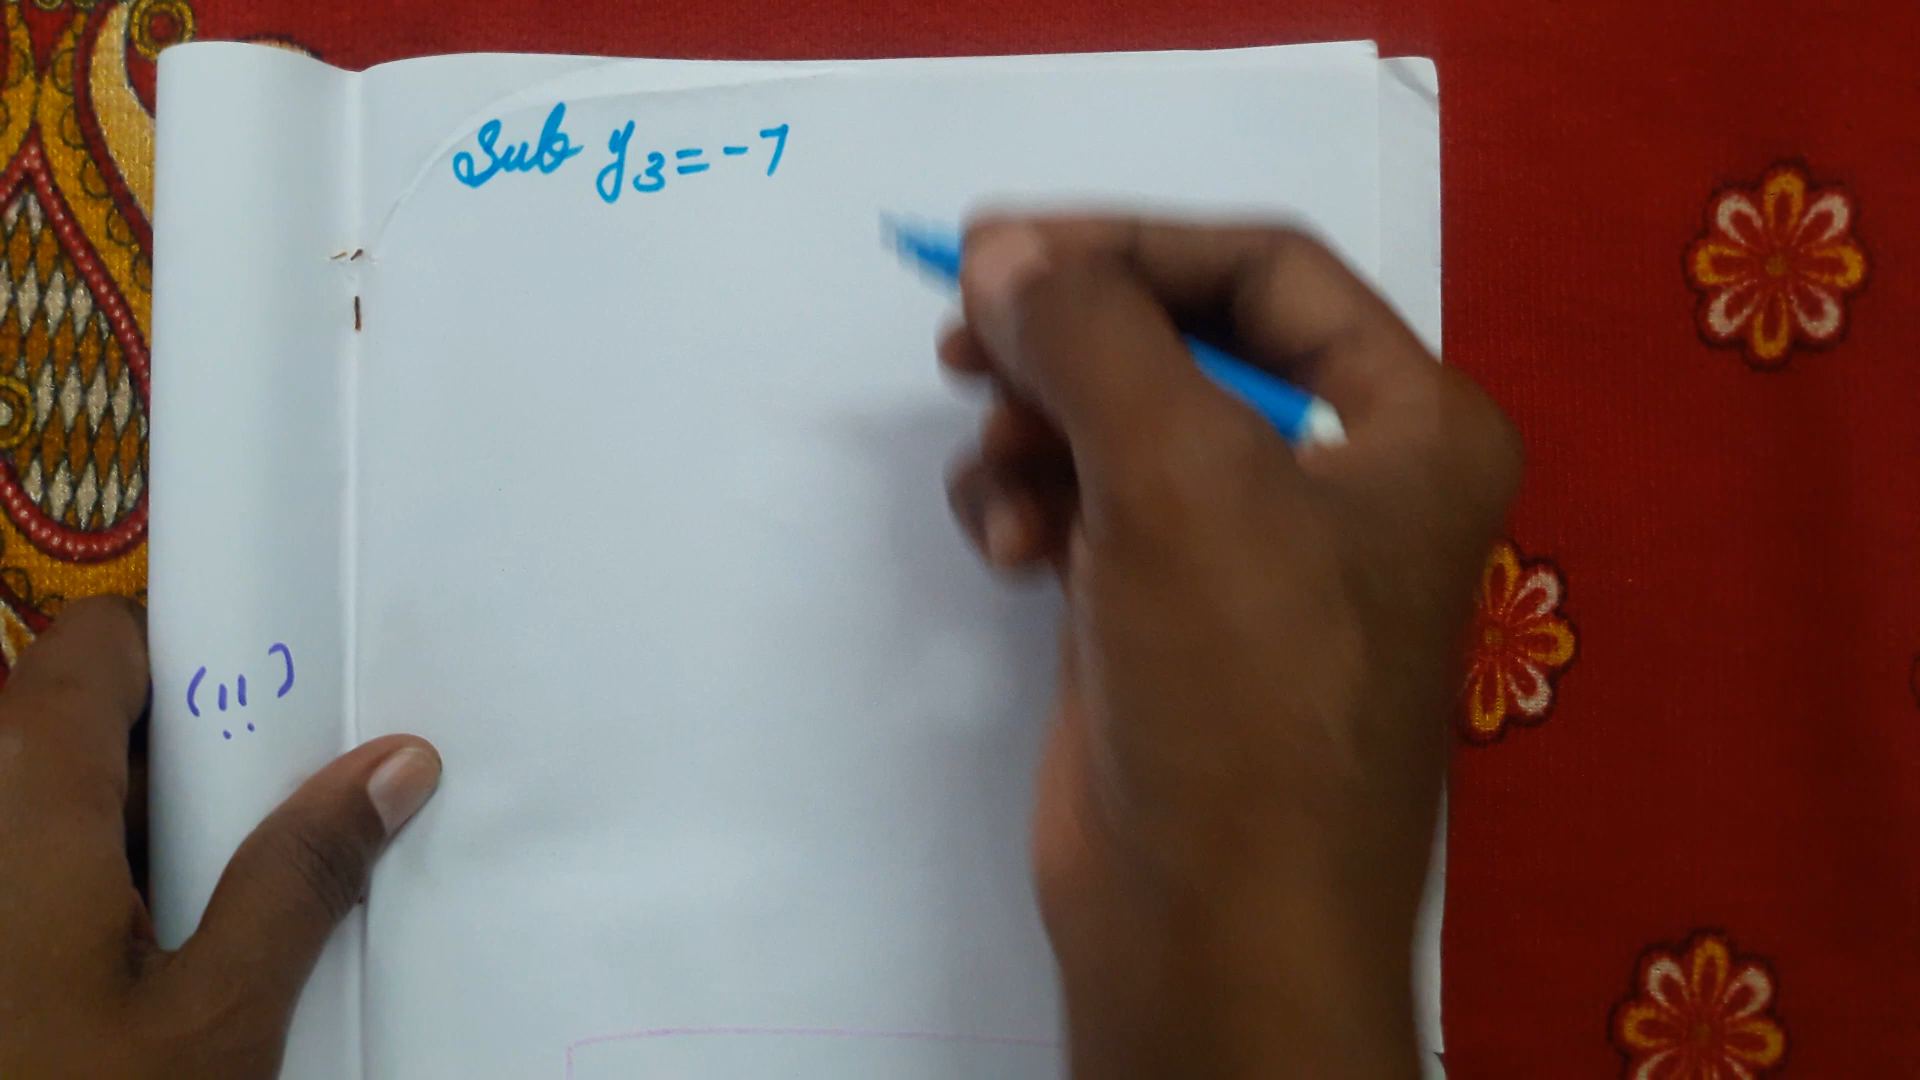 Sub y₃ = -7
(ii)